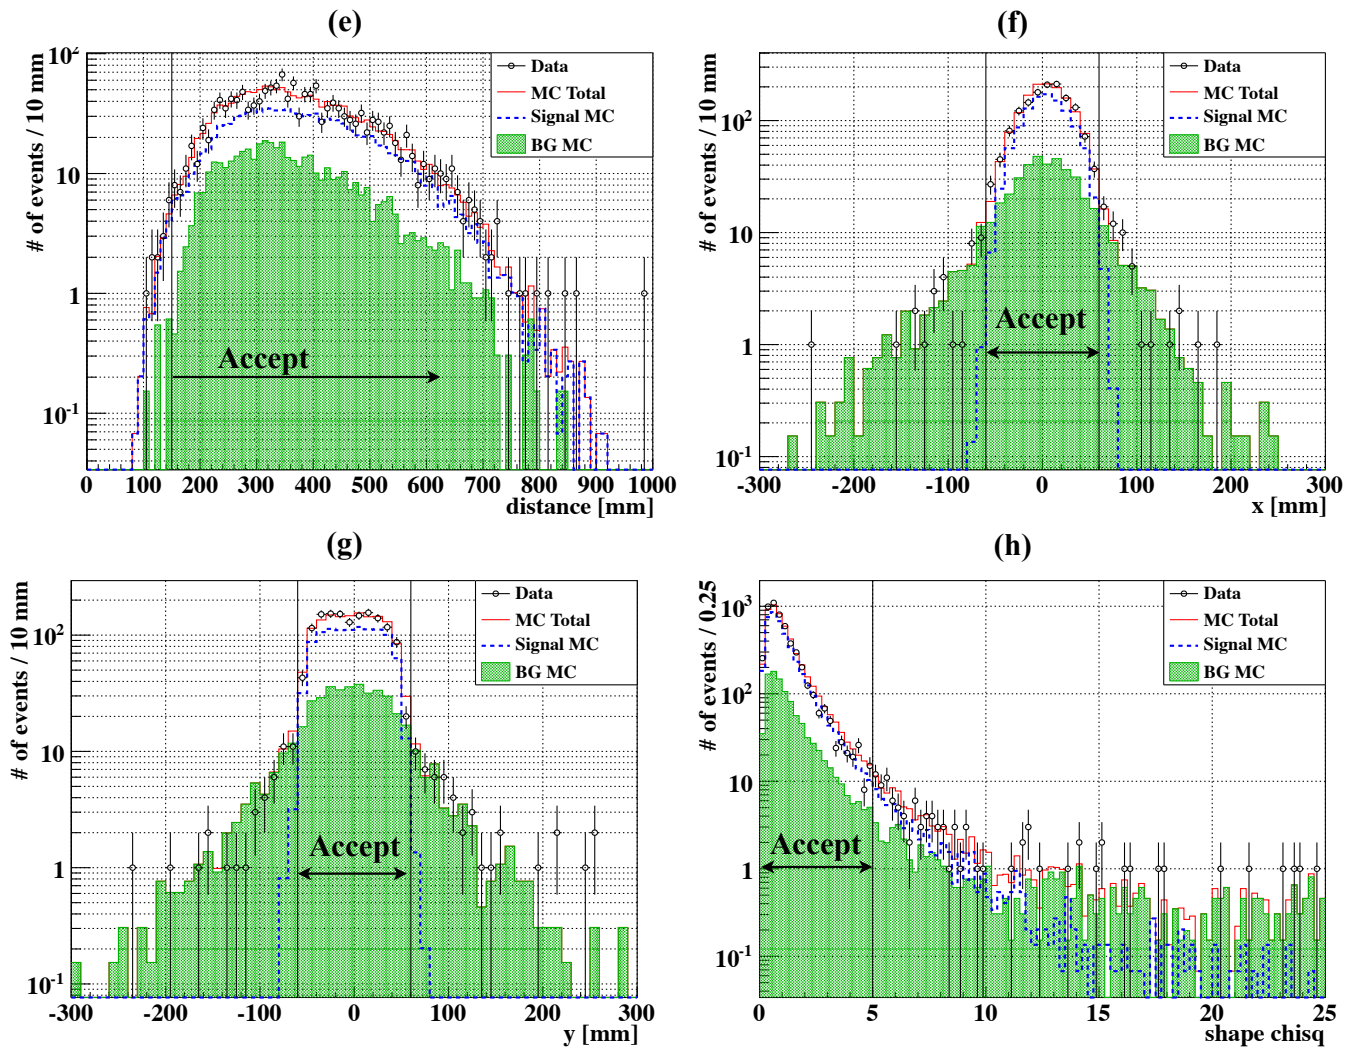 (e)
# of events / 10 mm
10²
10
1
10⁻¹
Data
MC Total
Signal MC
BG MC
Accept
0 100 200 300 400 500 600 700 800 900 1000
distance [mm]
(f)
# of events / 10 mm
10²
10
1
10⁻¹
Data
MC Total
Signal MC
BG MC
Accept
-300 -200 -100 0 100 200 300
x [mm]
(g)
# of events / 10 mm
10²
10
1
10⁻¹
Data
MC Total
Signal MC
BG MC
Accept
-300 -200 -100 0 100 200 300
y [mm]
(h)
# of events / 0.25
10³
10²
10
1
10⁻¹
Data
MC Total
Signal MC
BG MC
Accept
0 5 10 15 20 25
shape chisq